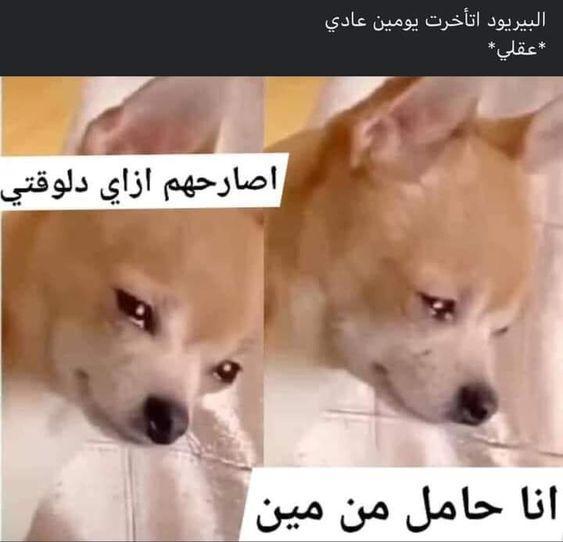 البيريود اتأخرت يومين عادي
*عقلي*
اصارحهم ازاي دلوقتي
انا حامل من مين